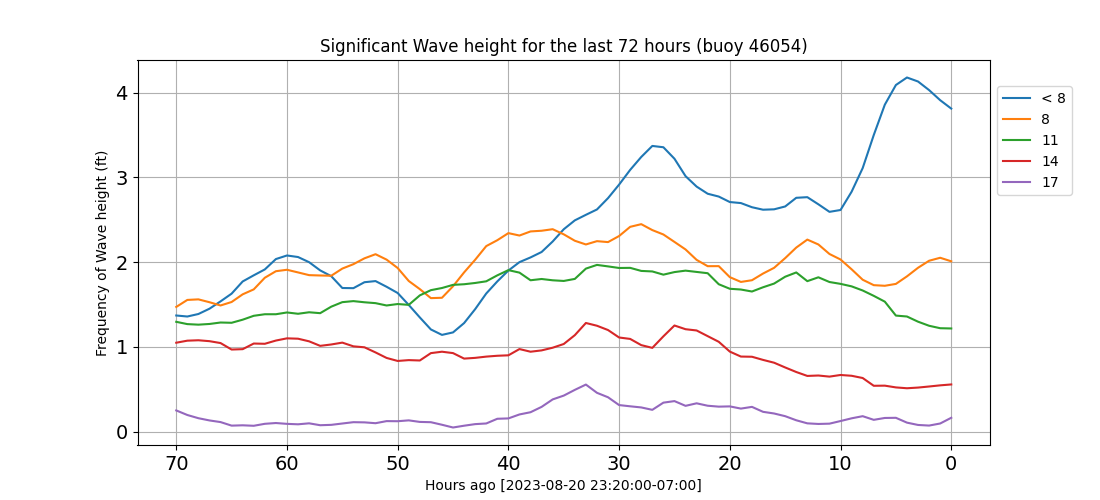 Significant Wave height for the last 72 hours (buoy 46054)
Frequency of Wave height (ft)
4
3
2
1
0
70 60 50 40 30 20 10 0
Hours ago [2023-08-20 23:20:00-07:00]
< 8
8
11
14
17